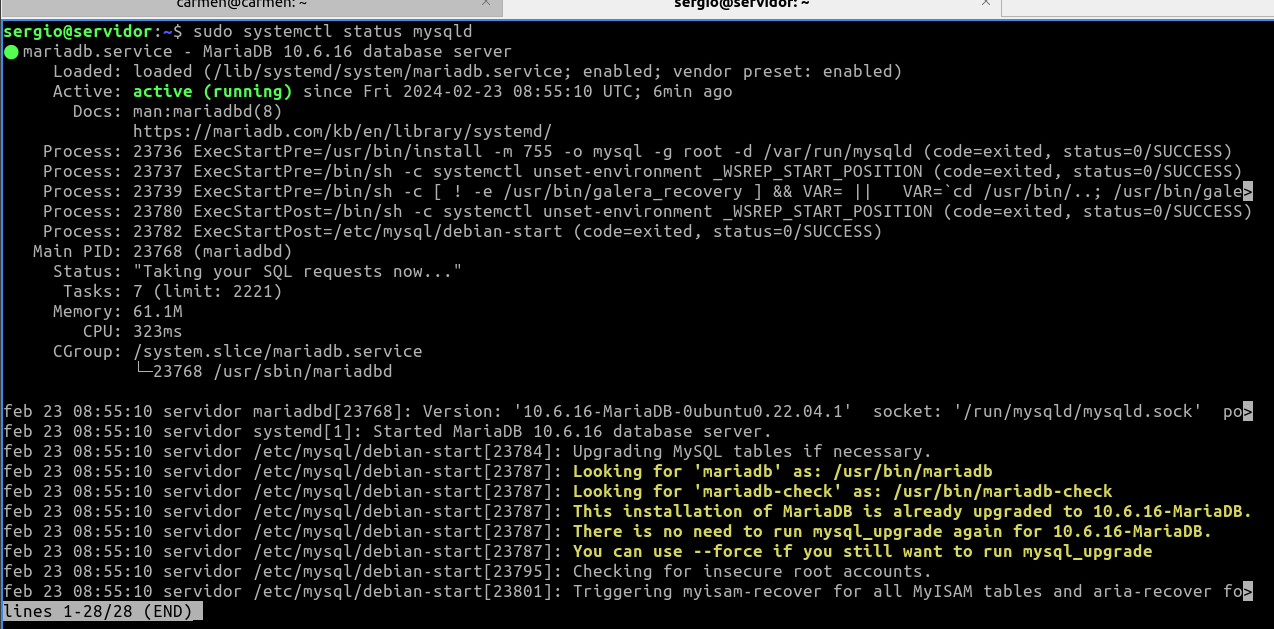 carmen@carmen: ~ × sergio@servidor: ~ ×
sergio@servidor:~$ sudo systemctl status mysqld
● mariadb.service - MariaDB 10.6.16 database server
Loaded: loaded (/lib/systemd/system/mariadb.service; enabled; vendor preset: enabled)
Active: active (running) since Fri 2024-02-23 08:55:10 UTC; 6min ago
Docs: man:mariadbd(8)
https://mariadb.com/kb/en/library/systemd/
Process: 23736 ExecStartPre=/usr/bin/install -m 755 -o mysql -g root -d /var/run/mysqld (code=exited, status=0/SUCCESS)
Process: 23737 ExecStartPre=/bin/sh -c systemctl unset-environment _WSREP_START_POSITION (code=exited, status=0/SUCCESS)
Process: 23739 ExecStartPre=/bin/sh -c [ ! -e /usr/bin/galera_recovery ] && VAR= ||   VAR=`cd /usr/bin/..; /usr/bin/gale>
Process: 23780 ExecStartPost=/bin/sh -c systemctl unset-environment _WSREP_START_POSITION (code=exited, status=0/SUCCESS)
Process: 23782 ExecStartPost=/etc/mysql/debian-start (code=exited, status=0/SUCCESS)
Main PID: 23768 (mariadbd)
Status: "Taking your SQL requests now..."
Tasks: 7 (limit: 2221)
Memory: 61.1M
CPU: 323ms
CGroup: /system.slice/mariadb.service
└─23768 /usr/sbin/mariadbd
feb 23 08:55:10 servidor mariadbd[23768]: Version: '10.6.16-MariaDB-0ubuntu0.22.04.1'  socket: '/run/mysqld/mysqld.sock'  po>
feb 23 08:55:10 servidor systemd[1]: Started MariaDB 10.6.16 database server.
feb 23 08:55:10 servidor /etc/mysql/debian-start[23784]: Upgrading MySQL tables if necessary.
feb 23 08:55:10 servidor /etc/mysql/debian-start[23787]: Looking for 'mariadb' as: /usr/bin/mariadb
feb 23 08:55:10 servidor /etc/mysql/debian-start[23787]: Looking for 'mariadb-check' as: /usr/bin/mariadb-check
feb 23 08:55:10 servidor /etc/mysql/debian-start[23787]: This installation of MariaDB is already upgraded to 10.6.16-MariaDB.
feb 23 08:55:10 servidor /etc/mysql/debian-start[23787]: There is no need to run mysql_upgrade again for 10.6.16-MariaDB.
feb 23 08:55:10 servidor /etc/mysql/debian-start[23787]: You can use --force if you still want to run mysql_upgrade
feb 23 08:55:10 servidor /etc/mysql/debian-start[23795]: Checking for insecure root accounts.
feb 23 08:55:10 servidor /etc/mysql/debian-start[23801]: Triggering myisam-recover for all MyISAM tables and aria-recover fo>
lines 1-28/28 (END)